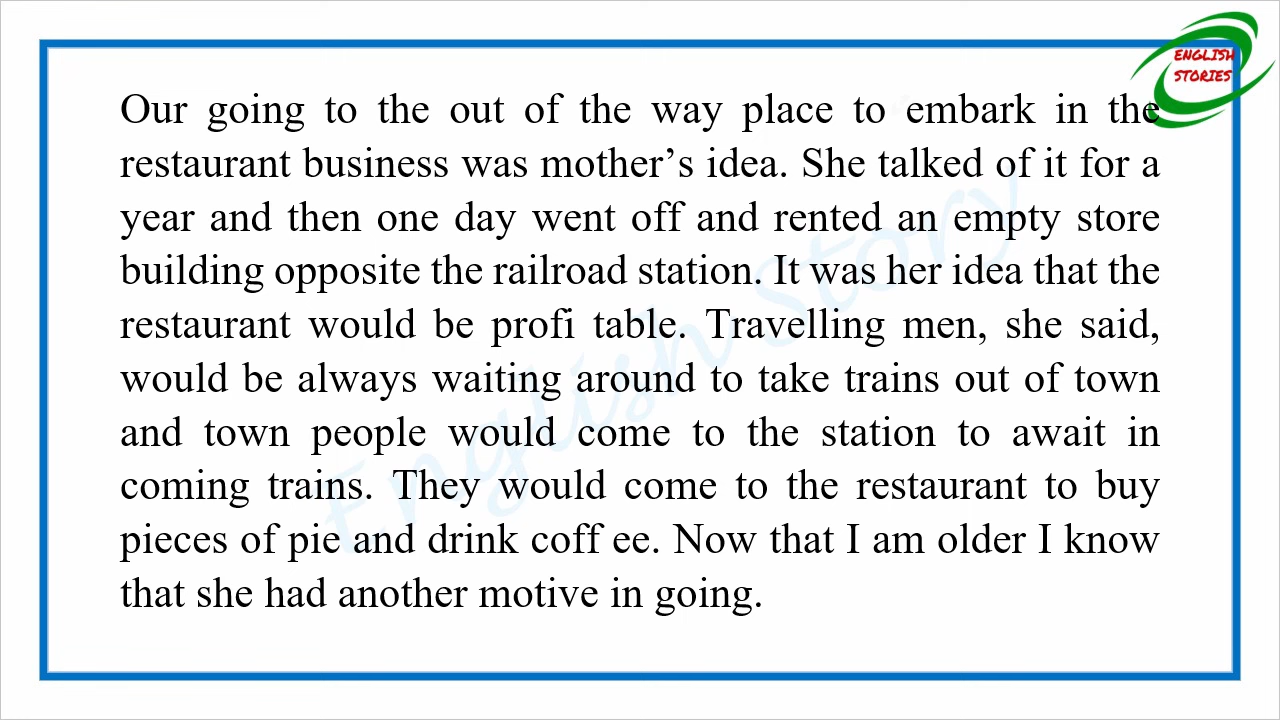 ENGLISH
STORIES
Our going to the out of the way place to embark in the
restaurant business was mother’s idea. She talked of it for a
year and then one day went off and rented an empty store
building opposite the railroad station. It was her idea that the
restaurant would be profi table. Travelling men, she said,
would be always waiting around to take trains out of town
and town people would come to the station to await in
coming trains. They would come to the restaurant to buy
pieces of pie and drink coff ee. Now that I am older I know
that she had another motive in going.
English Story